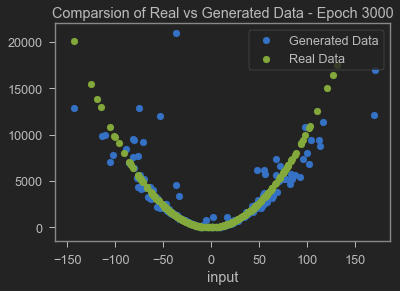 Comparsion of Real vs Generated Data - Epoch 3000
Generated Data
Real Data
20000
15000
10000
5000
0
−150 −100 −50 0 50 100 150
input